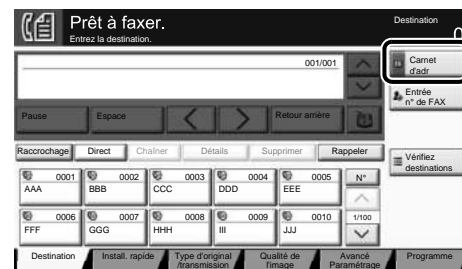 Prêt à faxer.
Entrez la destination.
Destination
0
001/001
Carnet
d'adr
Entrée
n° de FAX
Pause
Espace
Retour arrière
Raccrochage
Direct
Chaîner
Détails
Supprimer
Rappeler
Vérifiez
destinations
0001
AAA
0002
BBB
0003
CCC
0004
DDD
0005
EEE
N°
0006
FFF
0007
GGG
0008
HHH
0009
III
0010
JJJ
1/100
Destination
Install. rapide
Type d'original
/transmission
Qualité de
l'image
Avancé
Paramétrage
Programme